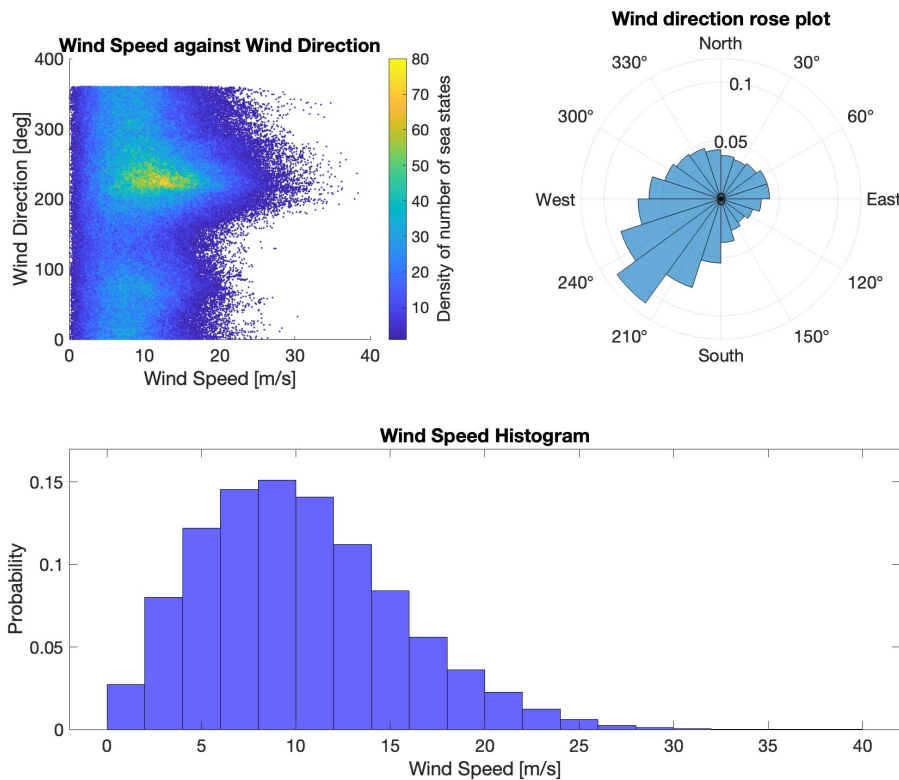 Wind Speed against Wind Direction
400
300
200
100
0
0 10 20 30 40
Wind Direction [deg]
Wind Speed [m/s]
80
70
60
50
40
30
20
10
Density of number of sea states
Wind direction rose plot
North
330° 30°
0.1
300° 60°
0.05
West East
240° 120°
210° 150°
South
Wind Speed Histogram
0.15
0.1
0.05
0
Probability
0 5 10 15 20 25 30 35 40
Wind Speed [m/s]